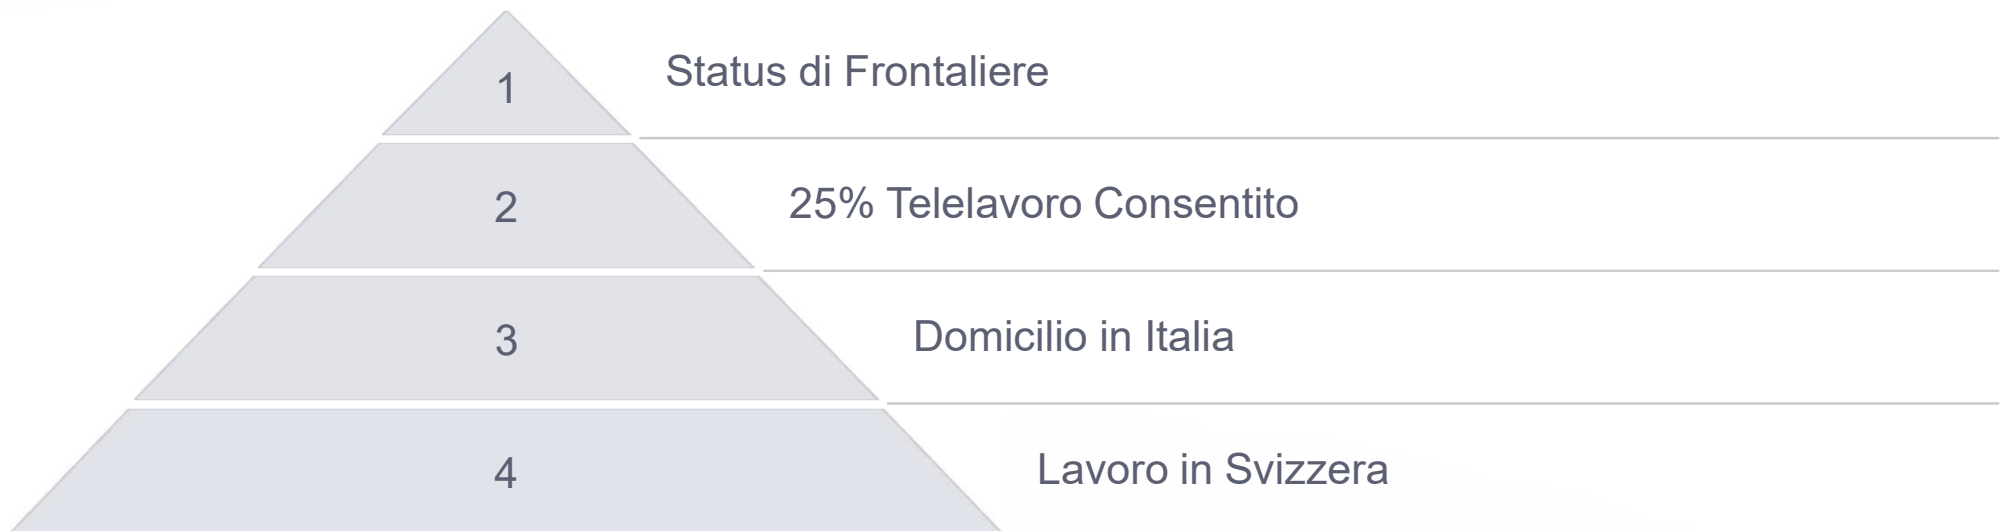 1
Status di Frontaliere
2
25% Telelavoro Consentito
3
Domicilio in Italia
4
Lavoro in Svizzera